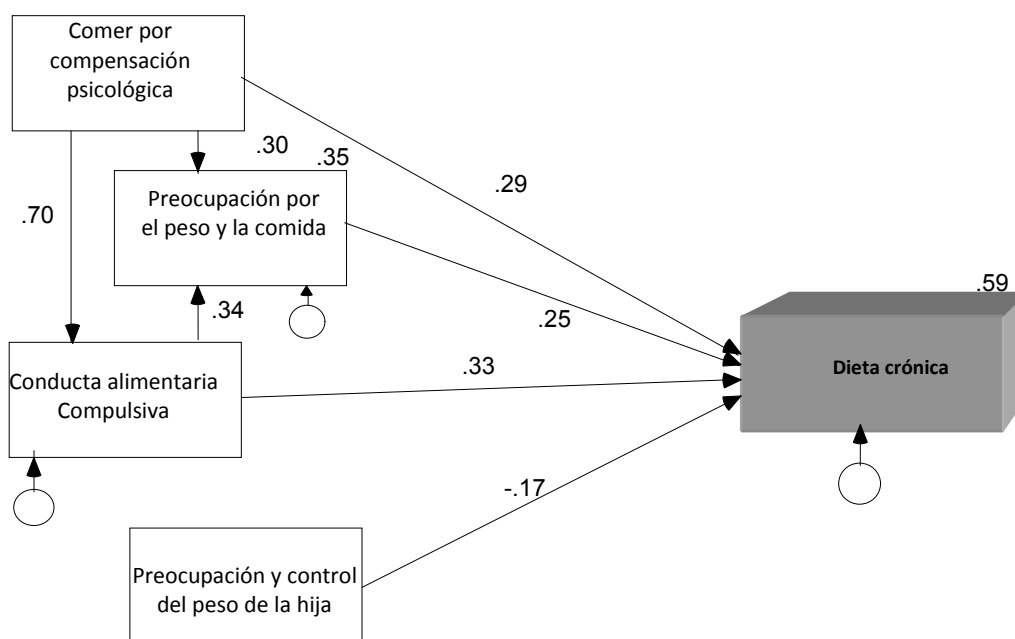 Comer por
compensación
psicológica
.30
.35
.29
Preocupación por
el peso y la comida
.70
.59
.34
.25
Dieta crónica
Conducta alimentaria
Compulsiva
.33
-.17
Preocupación y control
del peso de la hija